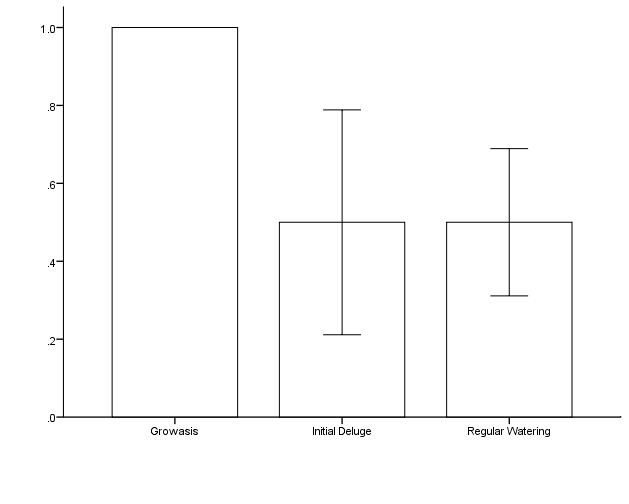 1.0
.8
.6
.4
.2
.0
Growasis
Initial Deluge
Regular Watering